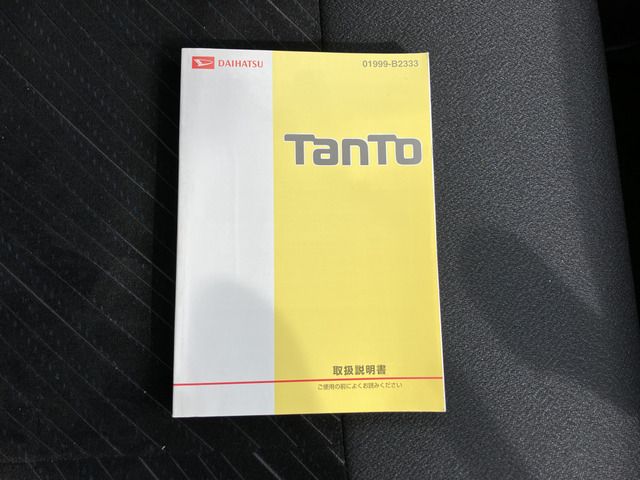 DAIHATSU
01999-B2333
TanTo
取扱説明書
ご使用の前によくお読みください